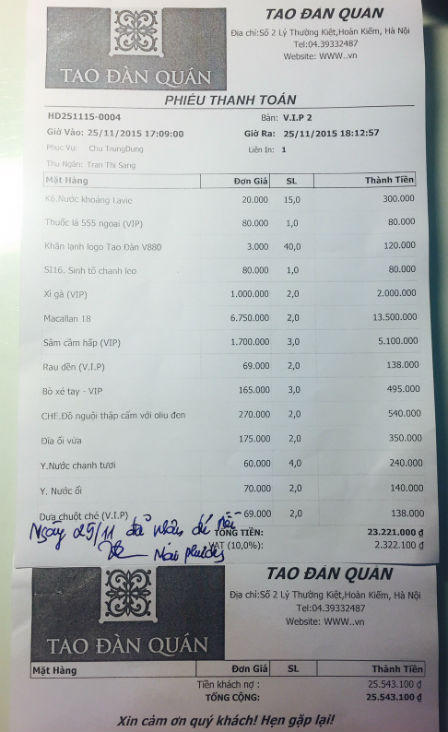 TAO ĐÀN QUÁN
TAO ĐÀN QUÁN
Địa chỉ:Số 2 Lý Thường Kiệt,Hoàn Kiếm, Hà Nội
Tel:04.39332487
Website: WWW..vn
PHIẾU THANH TOÁN
HD251115-0004 Bàn: V.I.P 2
Giờ Vào: 25/11/2015 17:09:00 Giờ Ra: 25/11/2015 18:12:57
Phục Vụ: Chu TrungDung Liên In: 1
Thu Ngân: Tran Thi Sang
Mặt Hàng Đơn Giá SL Thành Tiền
K6.Nước khoáng Lavie 20.000 15,0 300.000
Thuốc lá 555 ngoại (VIP) 80.000 1,0 80.000
Khăn lạnh logo Tao Đàn V880 3.000 40,0 120.000
SI16. Sinh tố chanh leo 80.000 1,0 80.000
Xì gà (VIP) 1.000.000 2,0 2.000.000
Macallan 18 6.750.000 2,0 13.500.000
Sâm cầm hấp (VIP) 1.700.000 3,0 5.100.000
Rau dền (V.I.P) 69.000 2,0 138.000
Bò xé tay - VIP 165.000 3,0 495.000
CHE.Đồ nguội thập cẩm với oliu đen 270.000 2,0 540.000
Đĩa ổi vừa 175.000 2,0 350.000
Y.Nước chanh tươi 60.000 4,0 240.000
Y. Nước ổi 70.000 2,0 140.000
Dưa chuột chẻ (V.I.P) 69.000 2,0 138.000
Ngày 25/11 đã nhận đủ
TỔNG TIỀN: 23.221.000 ₫
VAT (10,0%): 2.322.100 ₫
TAO ĐÀN QUÁN
TAO ĐÀN QUÁN
Địa chỉ:Số 2 Lý Thường Kiệt,Hoàn Kiếm, Hà Nội
Tel:04.39332487
Website: WWW..vn
Mặt Hàng Đơn Giá SL Thành Tiền
Tiền khách nợ : 25.543.100 ₫
TỔNG CỘNG: 25.543.100 ₫
Xin cảm ơn quý khách! Hẹn gặp lại!